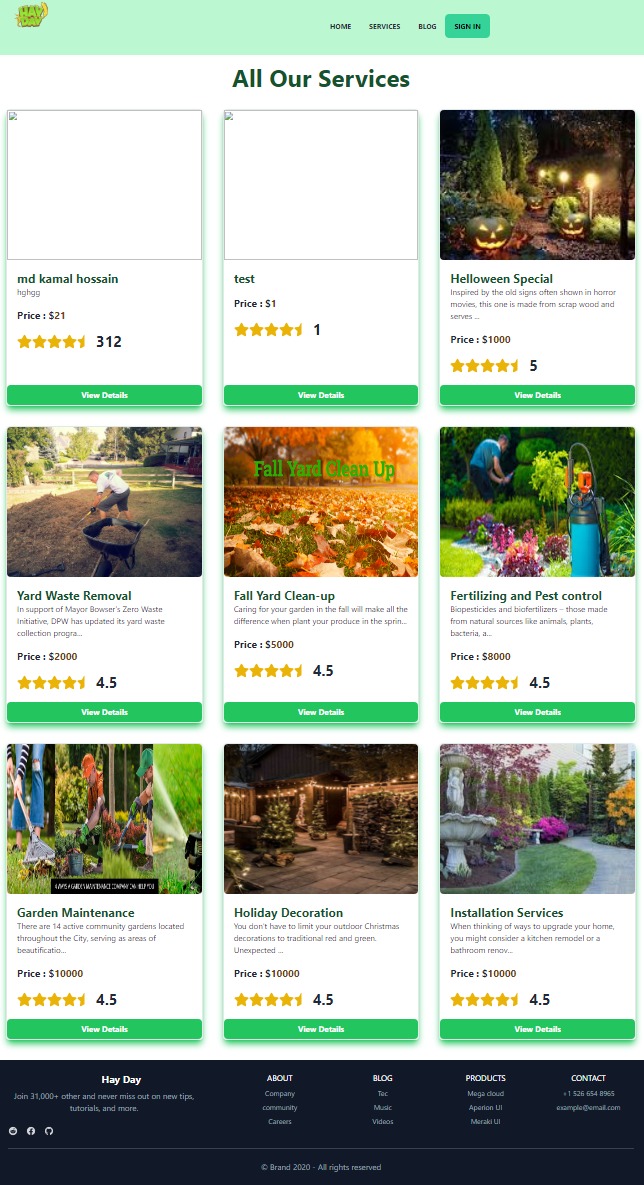 HAY DAY
HOME
SERVICES
BLOG
SIGN IN
All Our Services
md kamal hossain
hghgg
Price : $21
312
View Details
test
Price : $1
1
View Details
Helloween Special
Inspired by the old signs often shown in horror
movies, this one is made from scrap wood and
serves ...
Price : $1000
5
View Details
Yard Waste Removal
In support of Mayor Bowser's Zero Waste
Initiative, DPW has updated its yard waste
collection progra...
Price : $2000
4.5
View Details
Fall Yard Clean Up
Fall Yard Clean-up
Caring for your garden in the fall will make all the
difference when plant your produce in the sprin...
Price : $5000
4.5
View Details
Fertilizing and Pest control
Biopesticides and biofertilizers – those made
from natural sources like animals, plants,
bacteria, a...
Price : $8000
4.5
View Details
ALWAYS A GARDEN MAINTENANCE COMPANY CAN HELP YOU
Garden Maintenance
There are 14 active community gardens located
throughout the City, serving as areas of
beautificatio...
Price : $10000
4.5
View Details
Holiday Decoration
You don't have to limit your outdoor Christmas
decorations to traditional red and green.
Unexpected ...
Price : $10000
4.5
View Details
Installation Services
When thinking of ways to upgrade your home,
you might consider a kitchen remodel or a
bathroom renov...
Price : $10000
4.5
View Details
Hay Day
Join 31,000+ other and never miss out on new tips,
tutorials, and more.
ABOUT
Company
community
Careers
BLOG
Tec
Music
Videos
PRODUCTS
Mega cloud
Aperion UI
Meraki UI
CONTACT
+1 526 654 8965
example@email.com
© Brand 2020 - All rights reserved